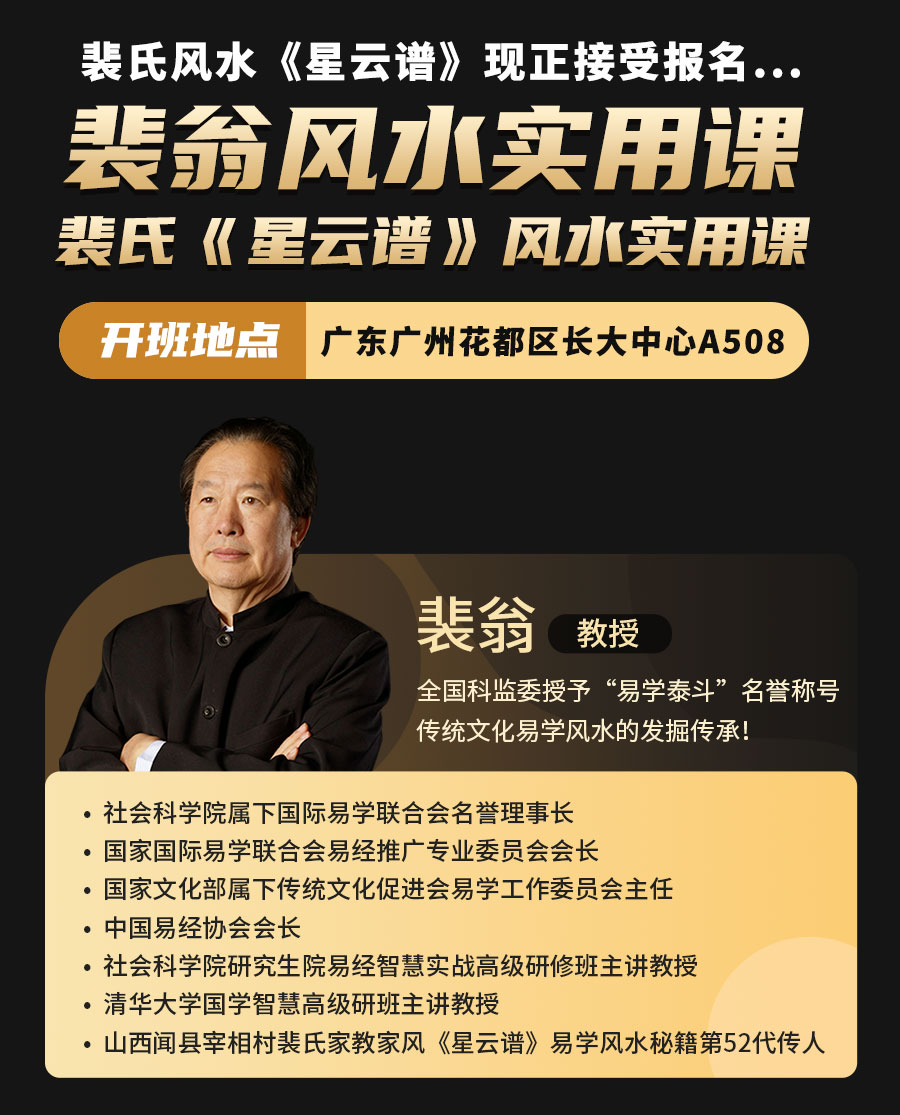 裴氏风水《星云谱》现正接受报名...
裴翁风水实用课
裴氏《星云谱》风水实用课
开班地点 广东广州花都区长大中心A508
裴翁 教授
全国科监委授予“易学泰斗”名誉称号
传统文化易学风水的发掘传承!
• 社会科学院属下国际易学联合会名誉理事长
• 国家国际易学联合会易经推广专业委员会会长
• 国家文化部属下传统文化促进会易学工作委员会主任
• 中国易经协会会长
• 社会科学院研究生院易经智慧实战高级研修班主讲教授
• 清华大学国学智慧高级研班主讲教授
• 山西闻县宰相村裴氏家教家风《星云谱》易学风水秘籍第52代传人